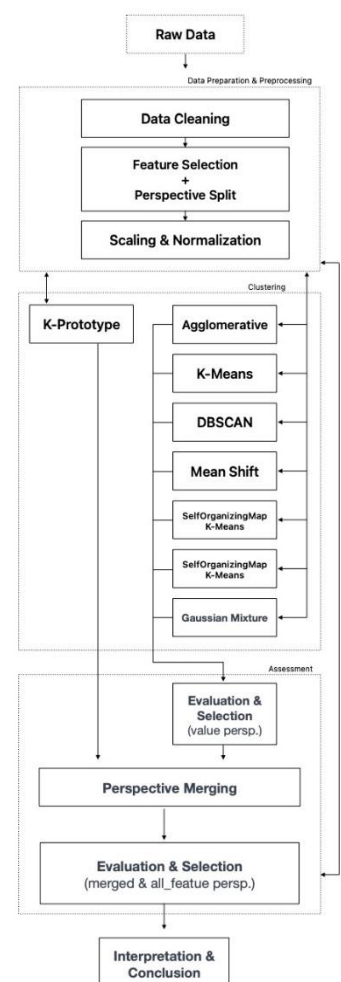 Raw Data
Data Preparation & Preprocessing
Data Cleaning
Feature Selection
+
Perspective Split
Scaling & Normalization
Clustering
K-Prototype
Agglomerative
K-Means
DBSCAN
Mean Shift
SelfOrganizingMap
K-Means
SelfOrganizingMap
K-Means
Gaussian Mixture
Assessment
Evaluation &
Selection
(value persp.)
Perspective Merging
Evaluation & Selection
(merged & all_featue persp.)
Interpretation &
Conclusion